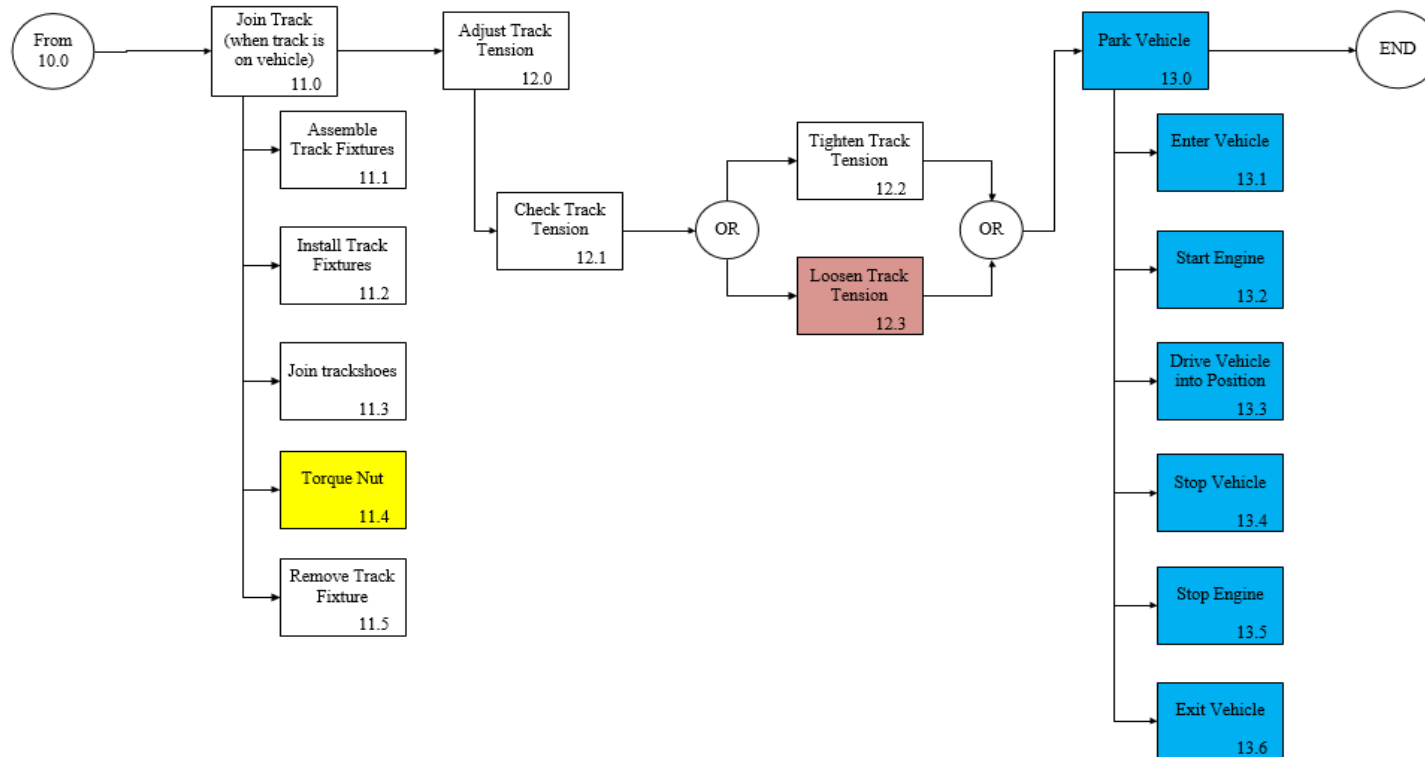 From
10.0
Join Track
(when track is
on vehicle)
11.0
Adjust Track
Tension
12.0
Park Vehicle
13.0
END
Assemble
Track Fixtures
11.1
Install Track
Fixtures
11.2
Join trackshoes
11.3
Torque Nut
11.4
Remove Track
Fixture
11.5
Check Track
Tension
12.1
OR
Tighten Track
Tension
12.2
Loosen Track
Tension
12.3
OR
Enter Vehicle
13.1
Start Engine
13.2
Drive Vehicle
into Position
13.3
Stop Vehicle
13.4
Stop Engine
13.5
Exit Vehicle
13.6